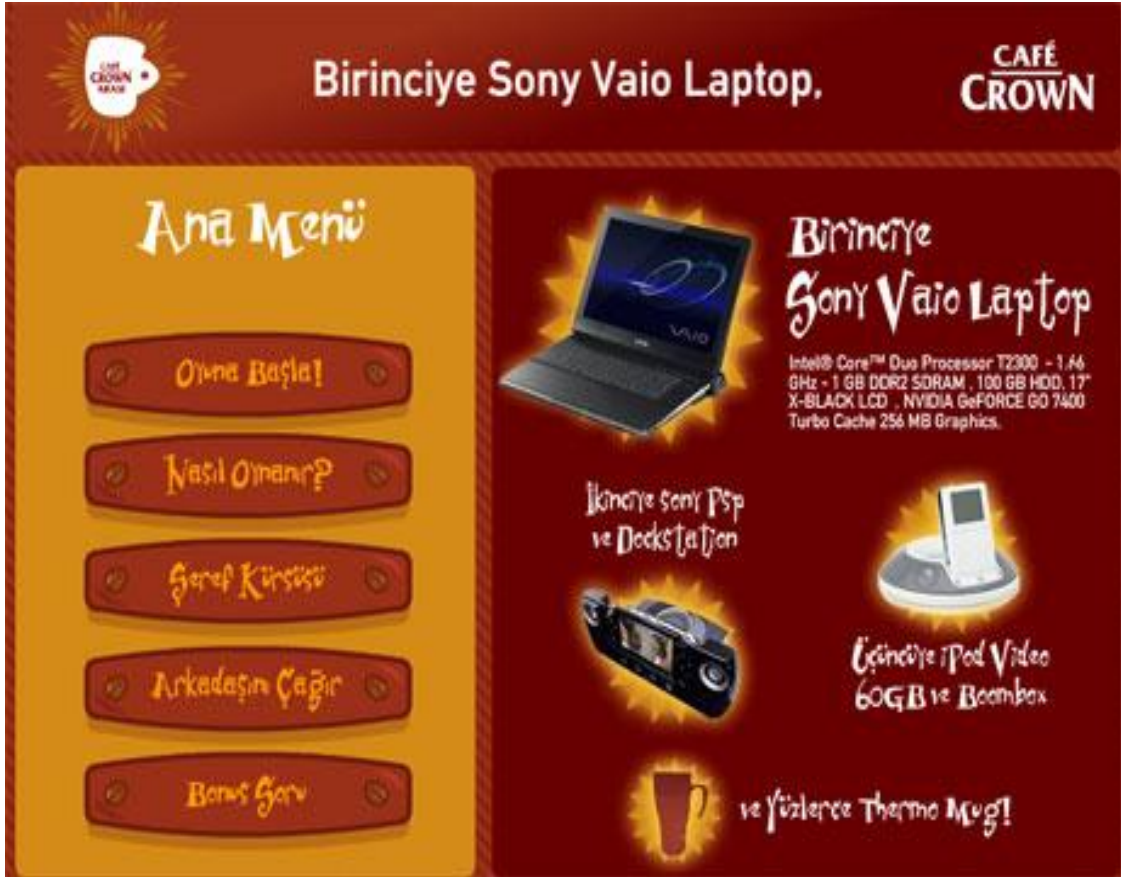 CAFÉ
CROWN
ARASI
Birinciye Sony Vaio Laptop.
CAFÉ
CROWN
Ana Menü
Oyuna Başla!
Nasıl Oynanır?
Şeref Kürsüsü
Arkadaşını Çağır
Bonus Soru
VAIO
Birinciye
Sony Vaio Laptop
Intel® Core™ Duo Processor T2300 - 1.66
GHz - 1 GB DDR2 SDRAM , 100 GB HDD, 17"
X-BLACK LCD , NVIDIA GeFORCE GO 7400
Turbo Cache 256 MB Graphics.
İkinciye Sony Psp
ve Dockstation
Üçüncüye iPod Video
60GB ve Boombox
ve Yüzlerce Thermo Mug!